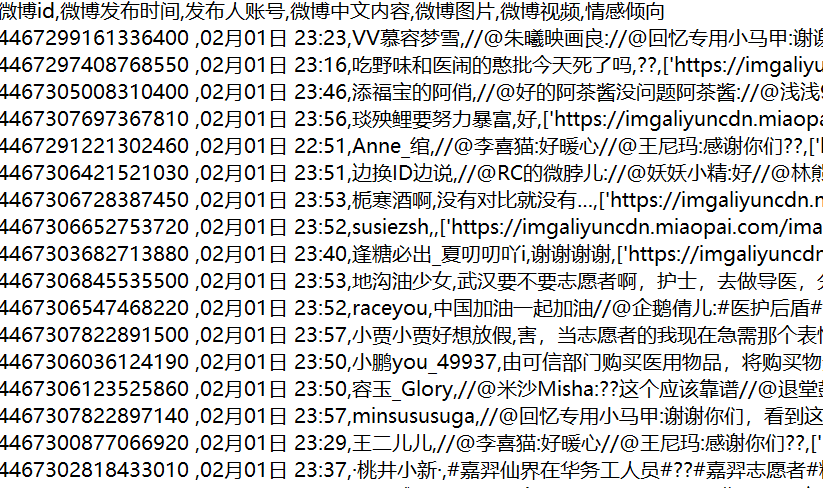 微博id,微博发布时间,发布人账号,微博中文内容,微博图片,微博视频,情感倾向
4467299161336400 ,02月01日 23:23,VV慕容梦雪,//@朱曦映画良://@回忆专用小马甲:谢谢
4467297408768550 ,02月01日 23:16,吃野味和医闹的憨批今天死了吗,??,['https://imgaliyu
4467305008310400 ,02月01日 23:46,添福宝的阿俏,//@好的阿茶酱没问题阿茶酱://@浅浅
4467307697367810 ,02月01日 23:56,琰殃鲤要努力暴富,好,['https://imgaliyuncdn.miaopa
4467291221302460 ,02月01日 22:51,Anne_绾,//@李喜猫:好暖心//@王尼玛:感谢你们??,['
4467306421521030 ,02月01日 23:51,边换ID边说,//@RC的微脖儿://@妖妖小精:好//@林熊
4467306728387450 ,02月01日 23:53,栀寒酒啊,没有对比就没有...,['https://imgaliyuncdn.m
4467306652753720 ,02月01日 23:52,susiezsh,,['https://imgaliyuncdn.miaopai.com/ima
4467303682713880 ,02月01日 23:40,逢糖必出_夏叨叨吖i,谢谢谢谢,['https://imgaliyuncdn
4467306845535500 ,02月01日 23:53,地沟油少女,武汉要不要志愿者啊，护士，去做导医，
4467306547468220 ,02月01日 23:52,raceyou,中国加油一起加油//@企鹅倩儿:#医护后盾#
4467307822891500 ,02月01日 23:57,小贾小贾好想放假,害，当志愿者的我现在急需那个表情
4467306036124190 ,02月01日 23:50,小鹏you_49937,由可信部门购买医用物品，将购买物
4467306123525860 ,02月01日 23:50,容玉_Glory,//@米沙Misha:??这个应该靠谱//@退堂
4467307822897140 ,02月01日 23:57,minsususuga,//@回忆专用小马甲:谢谢你们，看到这
4467300877066920 ,02月01日 23:29,王二儿儿,//@李喜猫:好暖心//@王尼玛:感谢你们??,['
4467302818433010 ,02月01日 23:37,·桃井小新·,#嘉羿仙界在华务工人员#??#嘉羿志愿者#